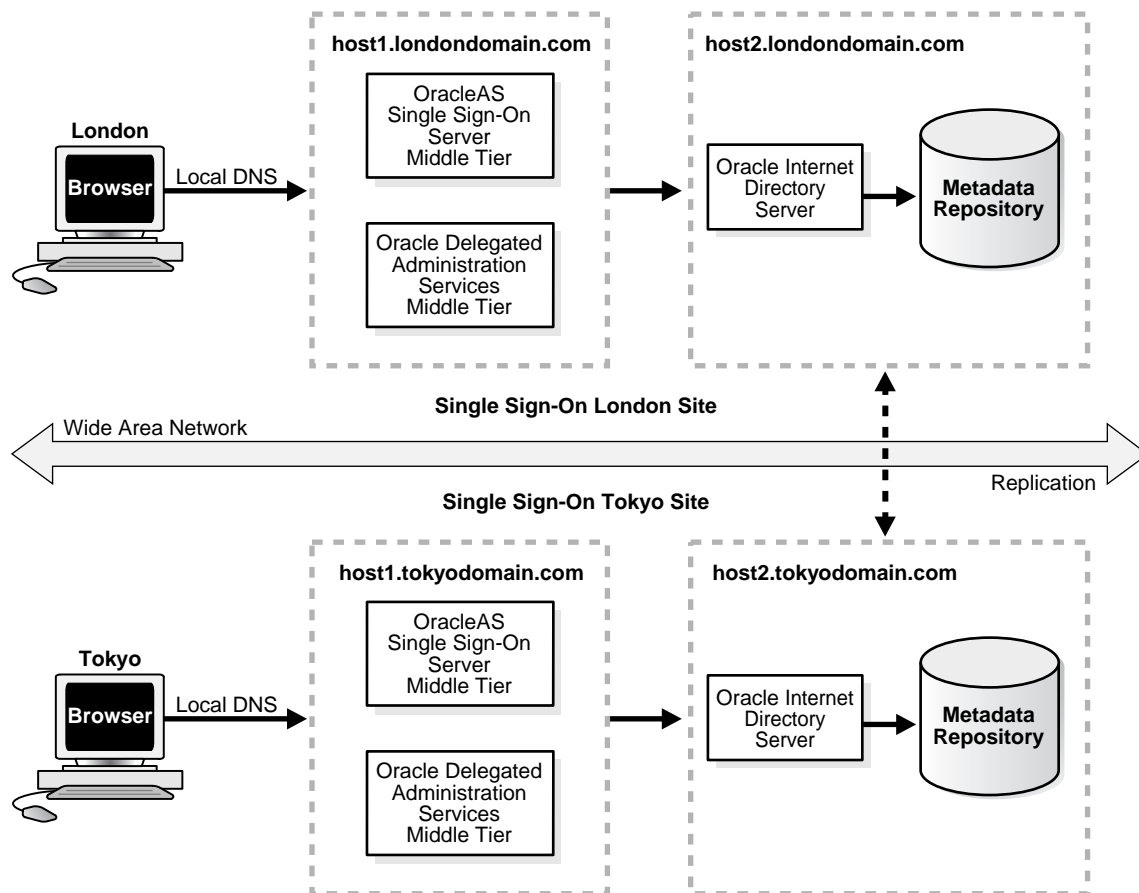 host1.londondomain.com
host2.londondomain.com
OracleAS
Single Sign-On
Server
Middle Tier
London
Browser
Local DNS
Oracle Internet
Directory
Server
Metadata
Repository
Oracle Delegated
Administration
Services
Middle Tier
Single Sign-On London Site
Wide Area Network
Replication
Single Sign-On Tokyo Site
host1.tokyodomain.com
host2.tokyodomain.com
OracleAS
Single Sign-On
Server
Middle Tier
Tokyo
Browser
Local DNS
Oracle Internet
Directory
Server
Metadata
Repository
Oracle Delegated
Administration
Services
Middle Tier